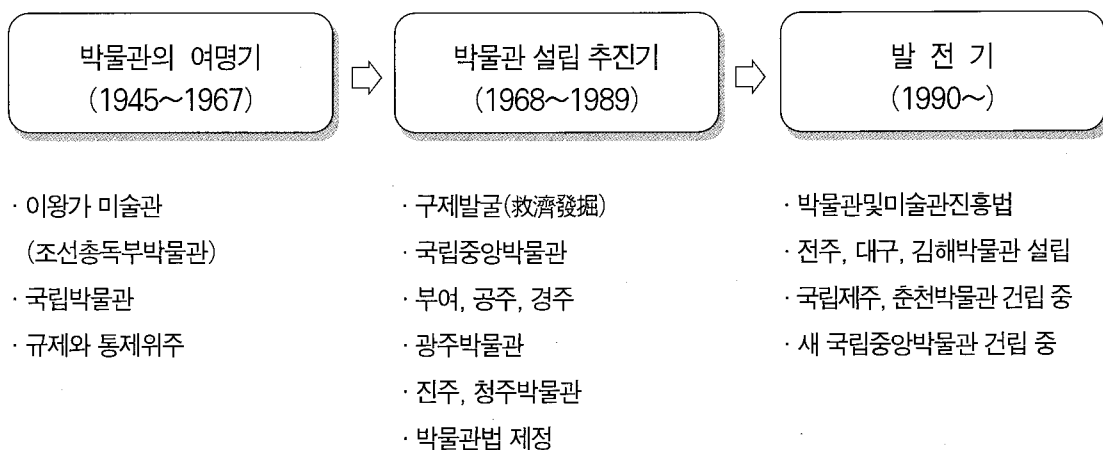 박물관의 여명기
(1945~1967)
박물관 설립 추진기
(1968~1989)
발 전 기
(1990~)
· 이왕가 미술관
(조선총독부박물관)
· 국립박물관
· 규제와 통제위주
· 구제발굴(救濟發掘)
· 국립중앙박물관
· 부여, 공주, 경주
· 광주박물관
· 진주, 청주박물관
· 박물관법 제정
· 박물관및미술관진흥법
· 전주, 대구, 김해박물관 설립
· 국립제주, 춘천박물관 건립 중
· 새 국립중앙박물관 건립 중